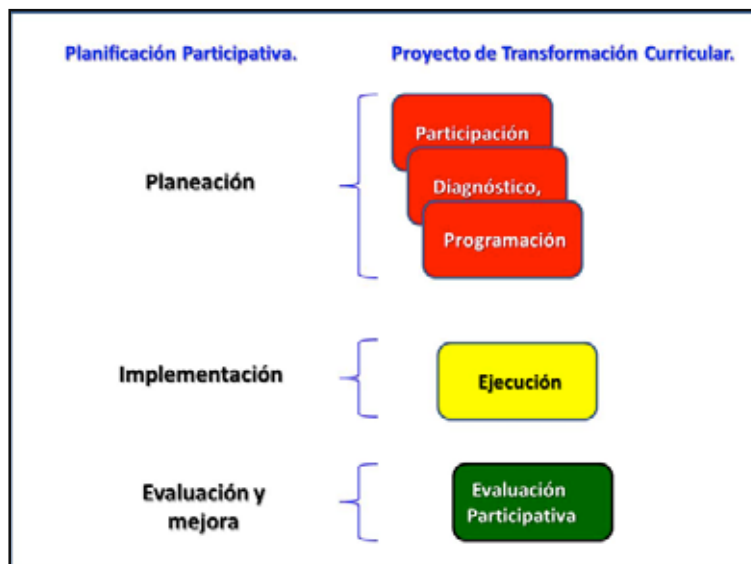 Planificación Participativa.
Proyecto de Transformación Curricular.
Planeación
Participación
Diagnóstico,
Programación
Implementación
Ejecución
Evaluación y
mejora
Evaluación
Participativa